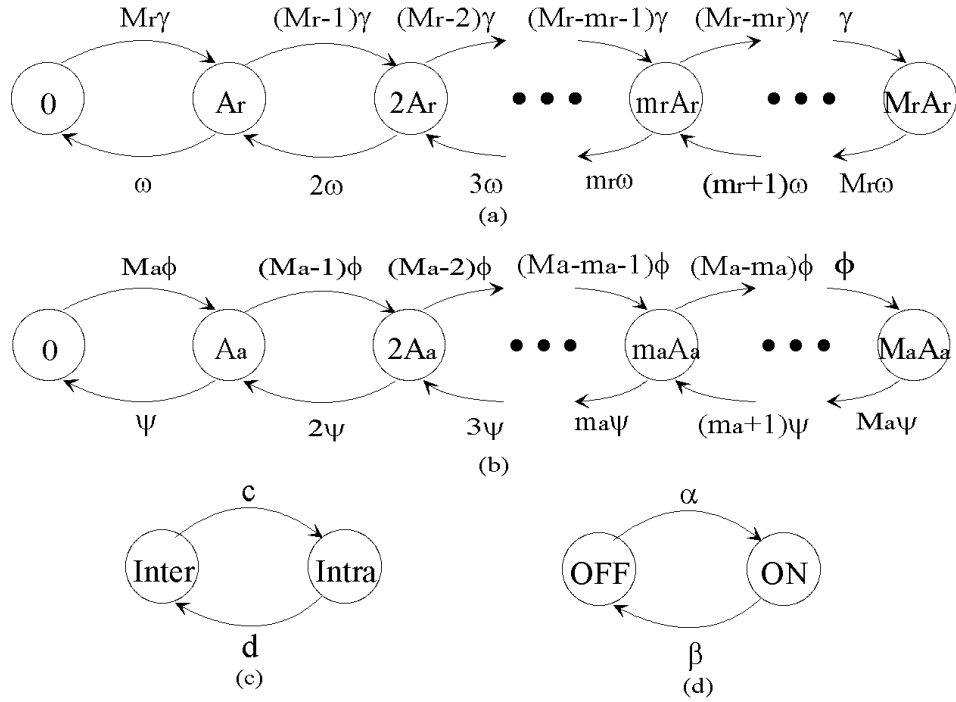 Mrγ (Mr-1)γ (Mr-2)γ (Mr-mr-1)γ (Mr-mr)γ γ
0 Ar 2Ar mrAr MrAr
ω 2ω 3ω mrω (mr+1)ω Mrω
(a)
Maϕ (Ma-1)ϕ (Ma-2)ϕ (Ma-ma-1)ϕ (Ma-ma)ϕ ϕ
0 Aa 2Aa maAa MaAa
ψ 2ψ 3ψ maψ (ma+1)ψ Maψ
(b)
c
Inter Intra
d
(c)
α
OFF ON
β
(d)